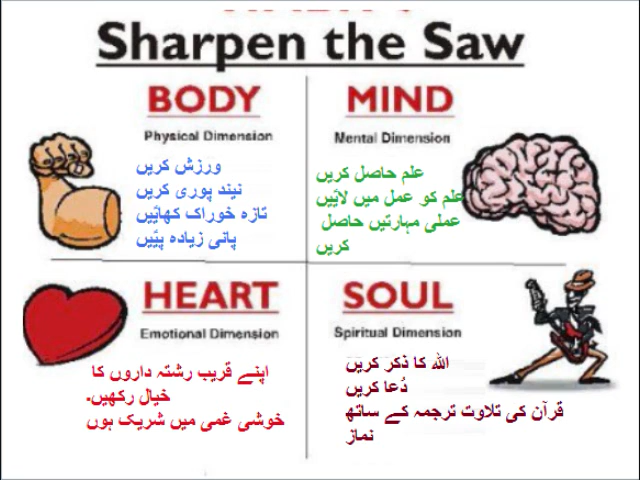 Sharpen the Saw
BODY
Physical Dimension
ورزش کریں
نیند پوری کریں
تازہ خوراک کھائیں
پانی زیادہ پئیں
MIND
Mental Dimension
علم حاصل کریں
علم کو عمل میں لائیں
عملی مہارتیں حاصل
کریں
HEART
Emotional Dimension
اپنے قریب رشتہ داروں کا
خیال رکھیں۔
خوشی غمی میں شریک ہوں
SOUL
Spiritual Dimension
اللہ کا ذکر کریں
دُعا کریں
قرآن کی تلاوت ترجمہ کے ساتھ
نماز